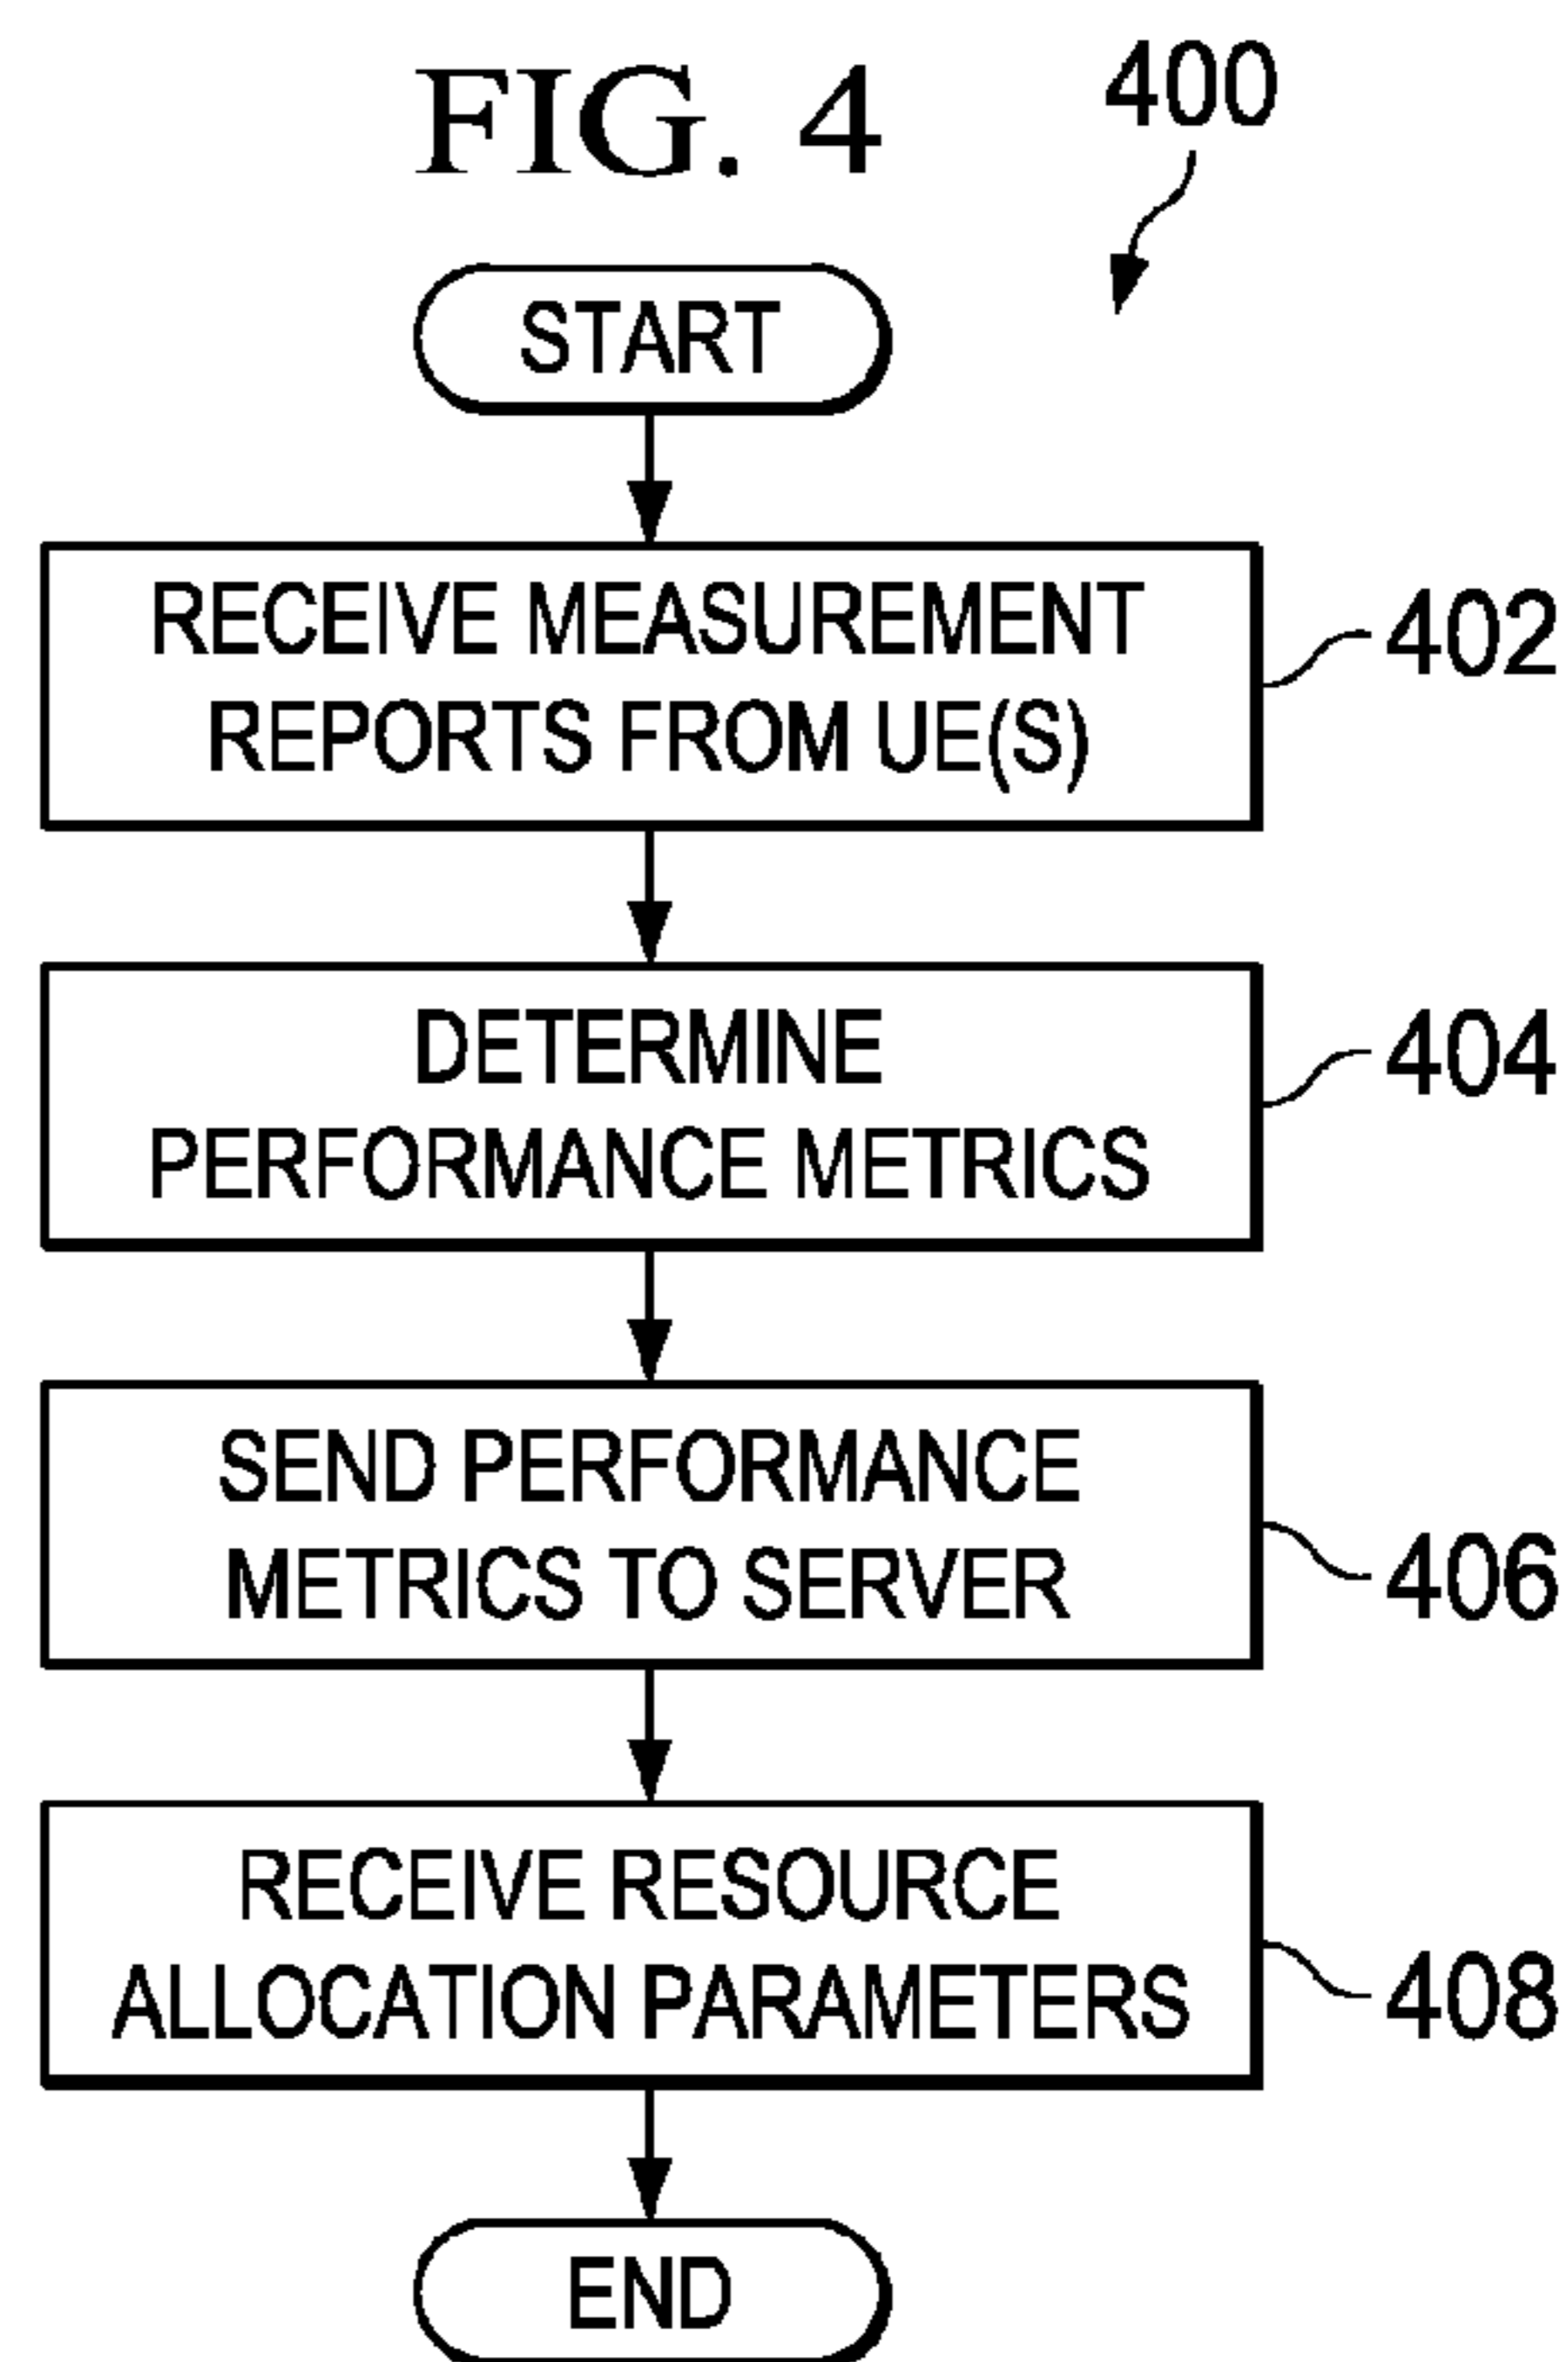 FIG. 4
400
START
RECEIVE MEASUREMENT
REPORTS FROM UE(S)
402
DETERMINE
PERFORMANCE METRICS
404
SEND PERFORMANCE
METRICS TO SERVER
406
RECEIVE RESOURCE
ALLOCATION PARAMETERS
408
END